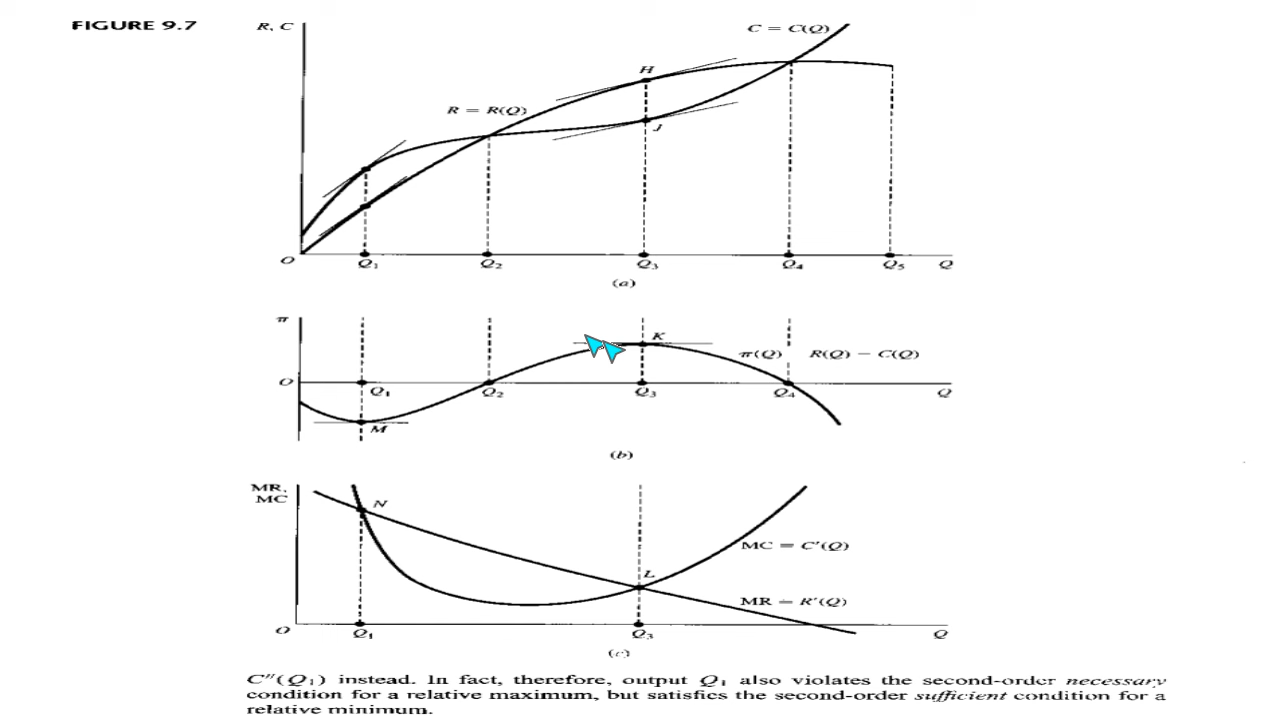 FIGURE 9.7
R, C
C = C(Q)
H
R = R(Q)
J
O
Q₁
Q₂
Q₃
Q₄
Q₅
Q
(a)
π
K
π(Q)
R(Q) − C(Q)
O
Q₁
Q₂
Q₃
Q₄
Q
M
(b)
MR,
MC
N
MC = C′(Q)
L
MR = R′(Q)
O
Q₁
Q₃
Q
(c)
C″(Q₁) instead. In fact, therefore, output Q₁ also violates the second-order necessary
condition for a relative maximum, but satisfies the second-order sufficient condition for a
relative minimum.